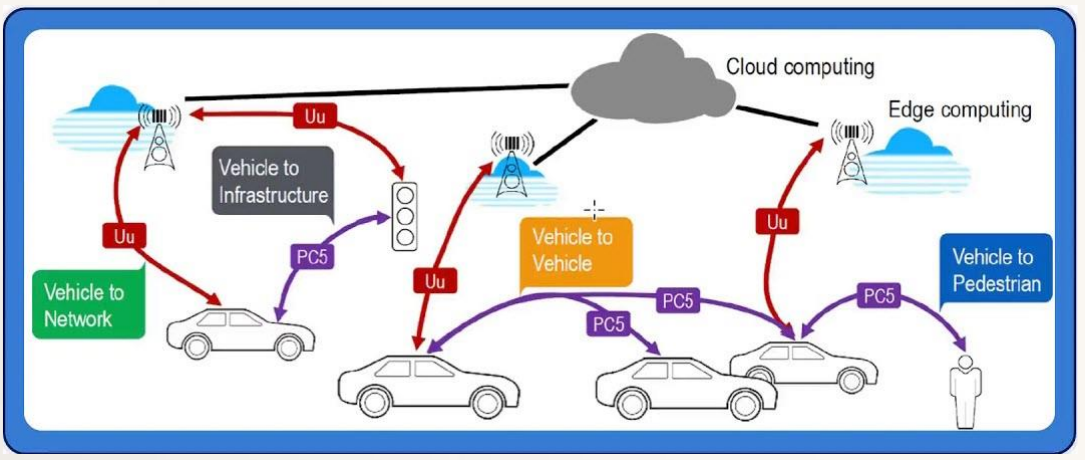 Cloud computing
Edge computing
Uu
Vehicle to
Infrastructure
Uu
PC5
Vehicle to
Network
Uu
Vehicle to
Vehicle
PC5
PC5
Uu
PC5
Vehicle to
Pedestrian